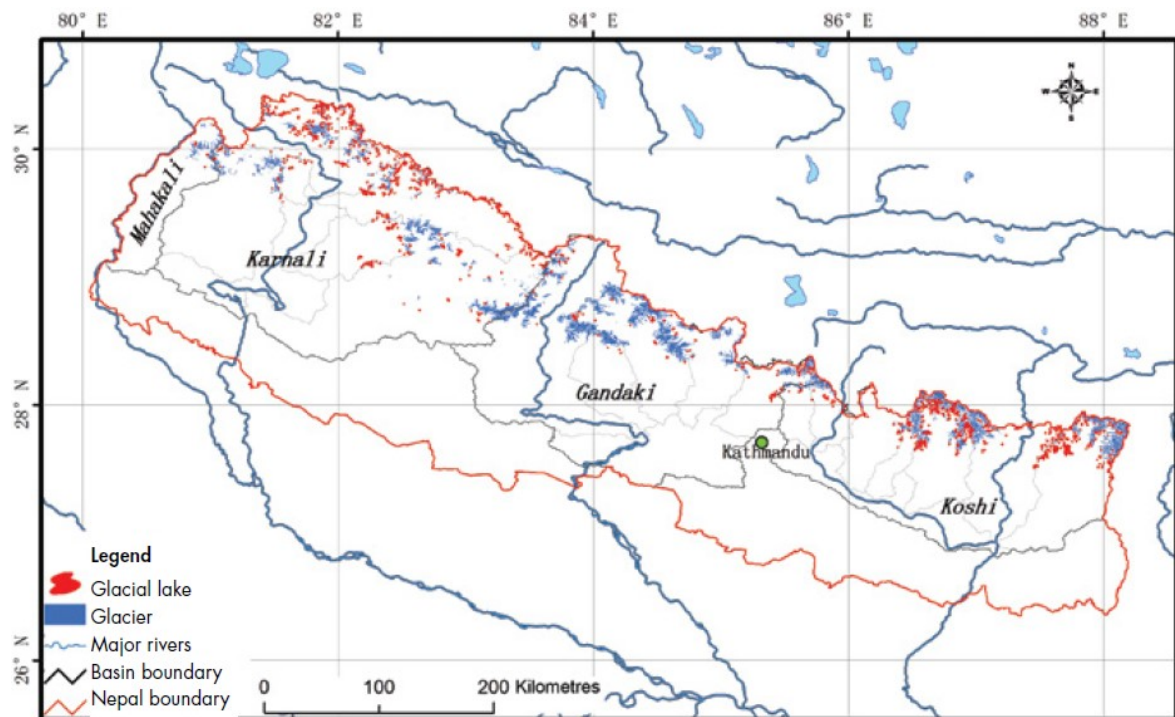 80° E 82° E 84° E 86° E 88° E
N
W E
S
30° N
Mahakali
Karnali
28° N
Gandaki
Kathmandu
Koshi
Legend
Glacial lake
Glacier
Major rivers
Basin boundary
Nepal boundary
26° N
0 100 200 Kilometres